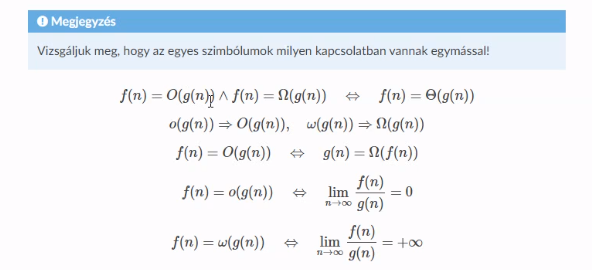 Megjegyzés
Vizsgáljuk meg, hogy az egyes szimbólumok milyen kapcsolatban vannak egymással!
f(n) = O(g(n)) ∧ f(n) = Ω(g(n)) ⇔ f(n) = Θ(g(n))
o(g(n)) ⇒ O(g(n)), ω(g(n)) ⇒ Ω(g(n))
f(n) = O(g(n)) ⇔ g(n) = Ω(f(n))
f(n) = o(g(n)) ⇔ lim n→∞ f(n)/g(n) = 0
f(n) = ω(g(n)) ⇔ lim n→∞ f(n)/g(n) = +∞